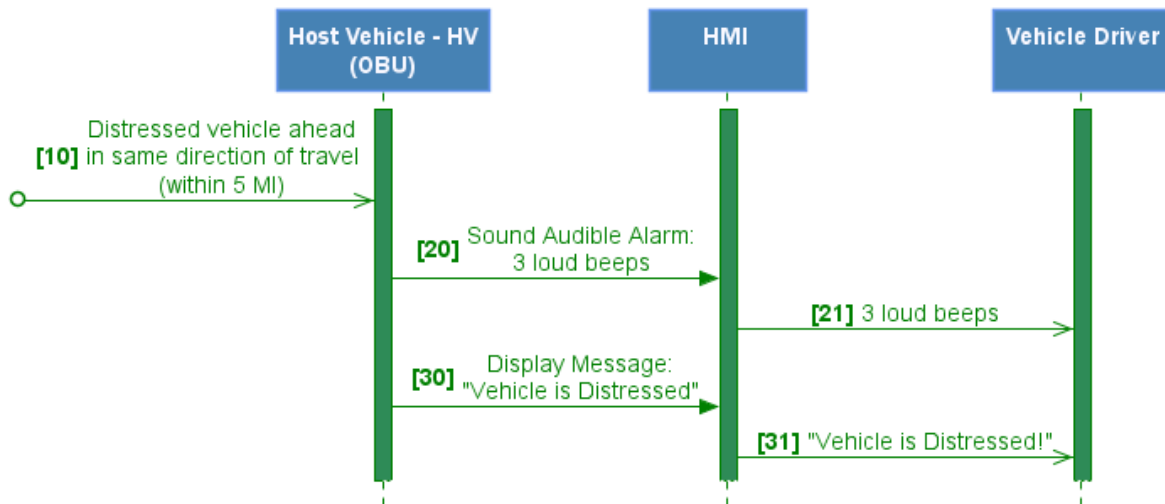 Host Vehicle - HV
(OBU)
HMI
Vehicle Driver
Distressed vehicle ahead
[10] in same direction of travel
(within 5 MI)
[20] Sound Audible Alarm:
3 loud beeps
[21] 3 loud beeps
Display Message:
[30] "Vehicle is Distressed"
[31] "Vehicle is Distressed!"